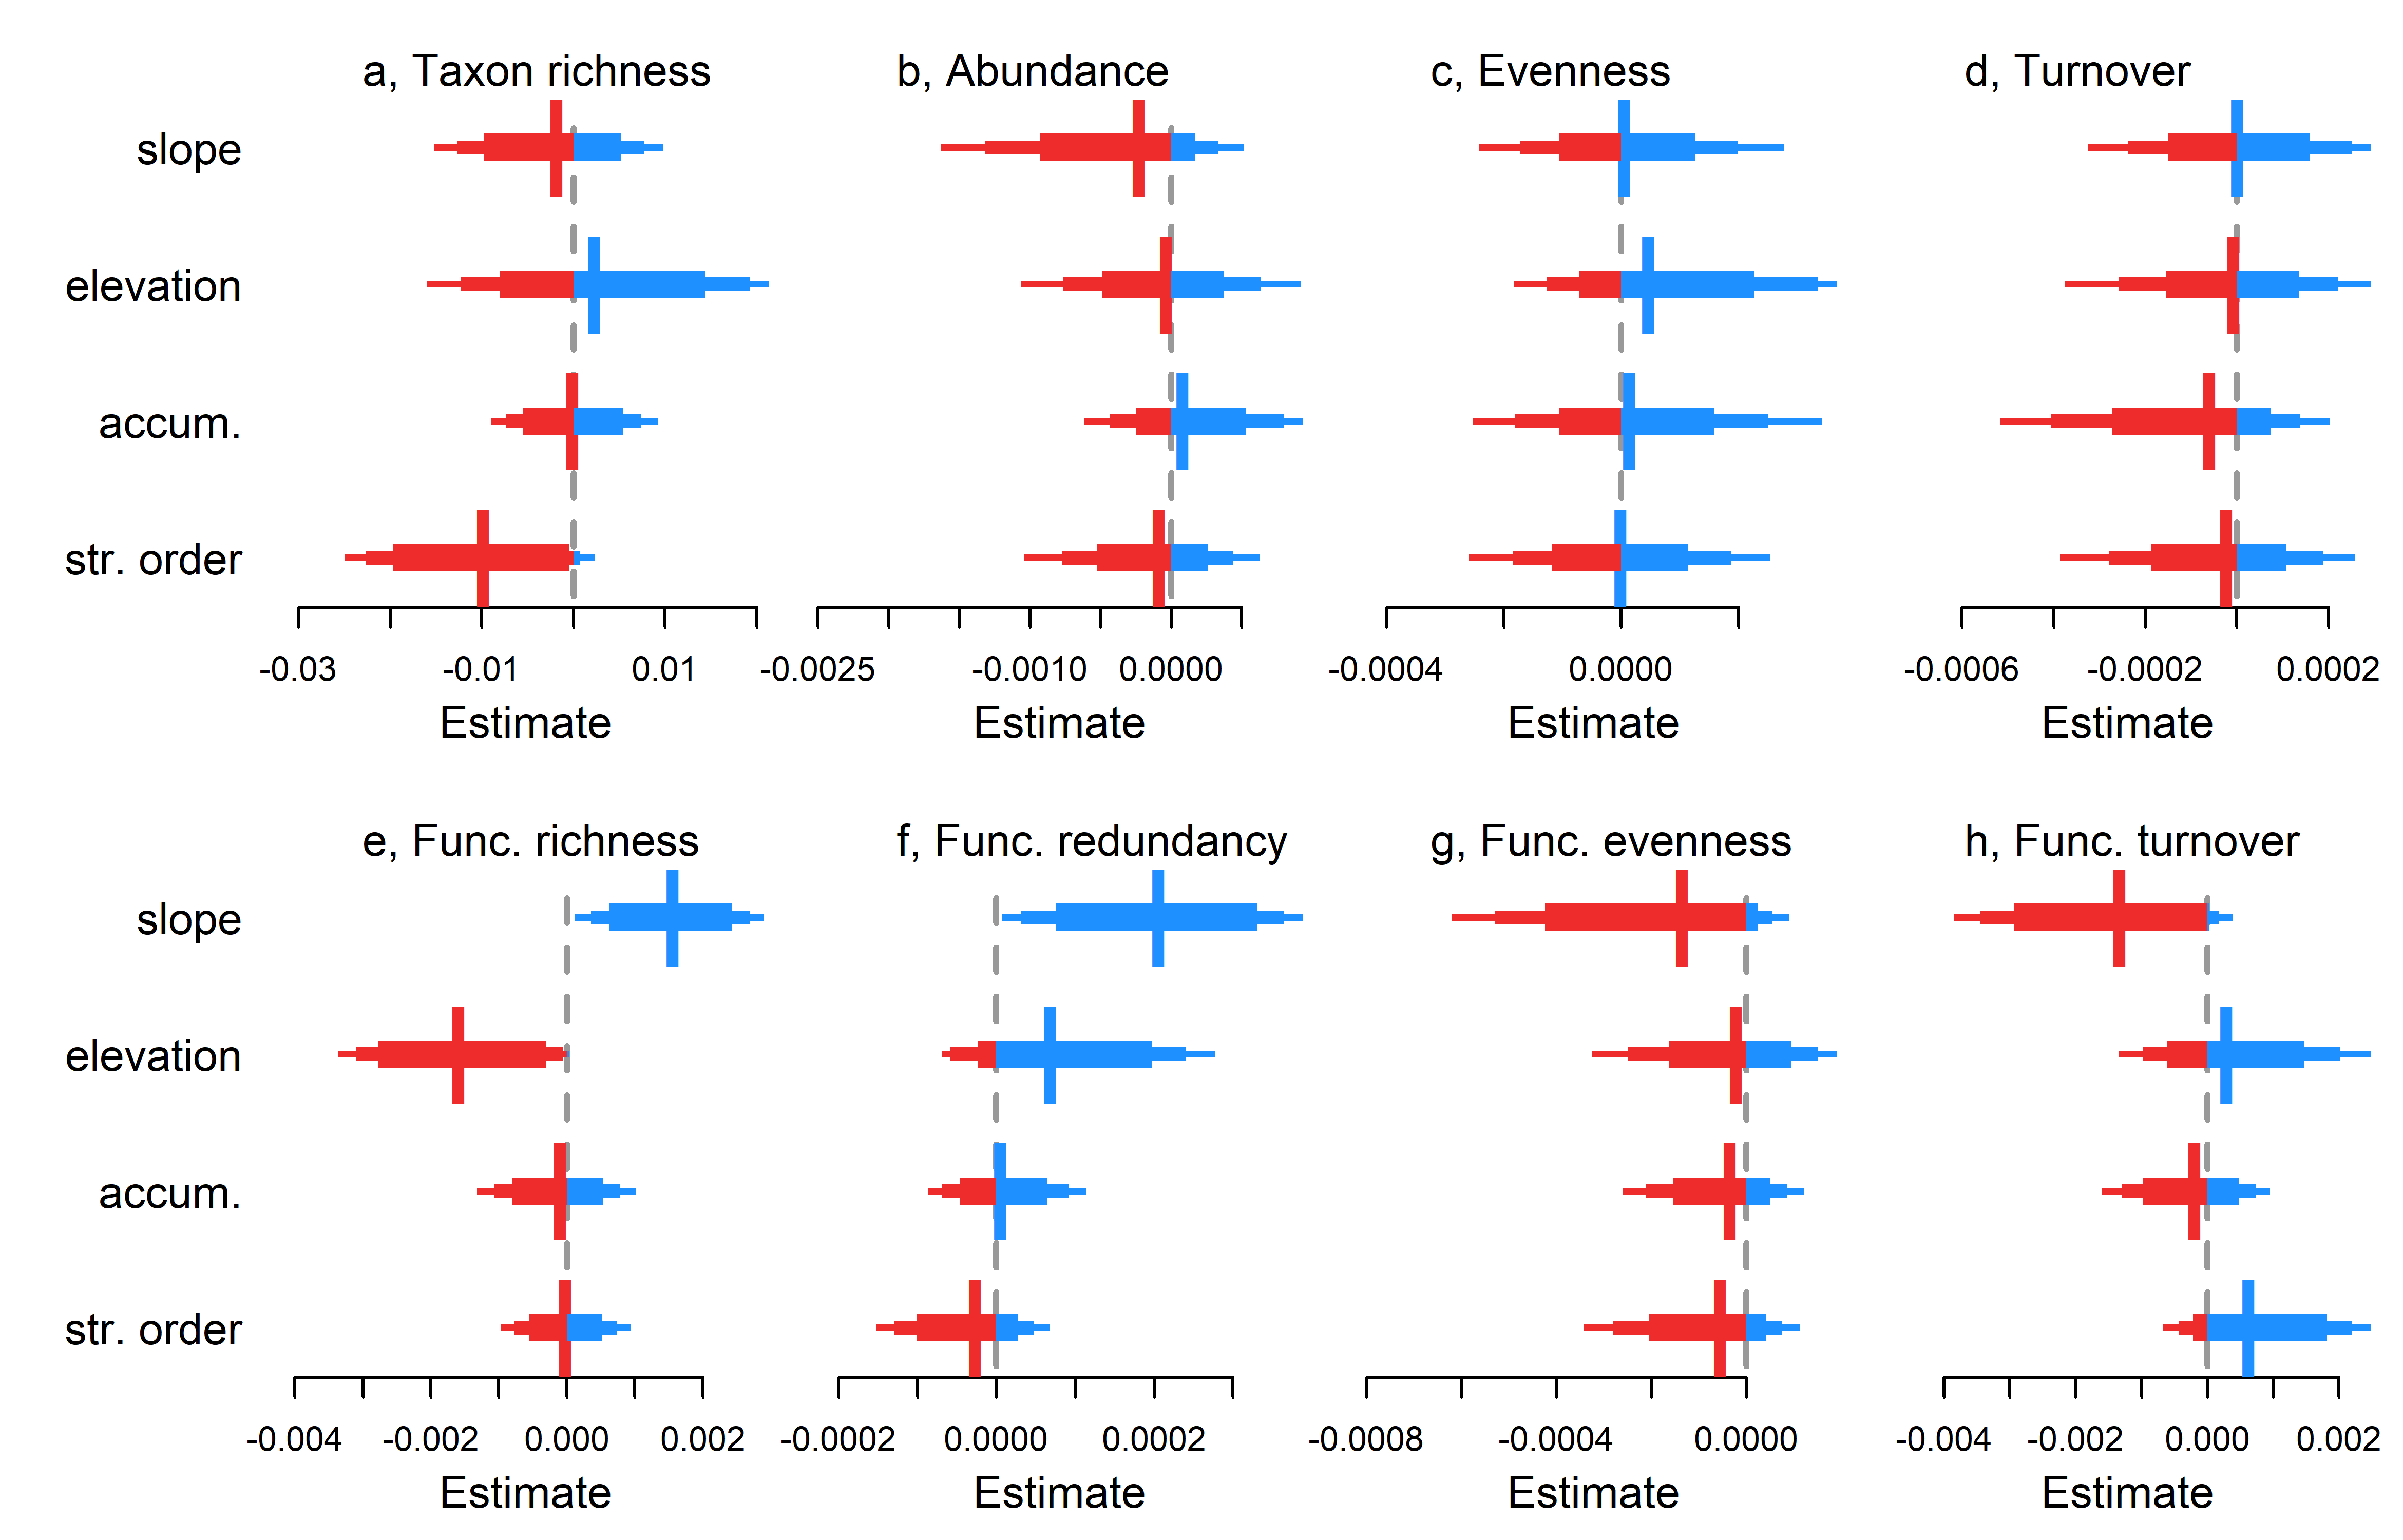 a, Taxon richness b, Abundance c, Evenness d, Turnover
slope
elevation
accum.
str. order
-0.03 -0.01 0.01 -0.0025 -0.0010 0.0000 -0.0004 0.0000 -0.0006 -0.0002 0.0002
Estimate Estimate Estimate Estimate
e, Func. richness f, Func. redundancy g, Func. evenness h, Func. turnover
slope
elevation
accum.
str. order
-0.004 -0.002 0.000 0.002 -0.0002 0.0000 0.0002 -0.0008 -0.0004 0.0000 -0.004 -0.002 0.000 0.002
Estimate Estimate Estimate Estimate